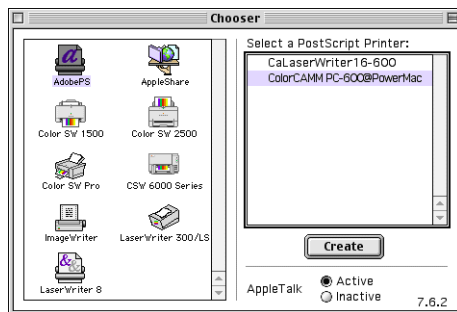 Chooser
AdobePS
AppleShare
Color SW 1500
Color SW 2500
Color SW Pro
CSW 6000 Series
ImageWriter
LaserWriter 300/LS
LaserWriter 8
Select a PostScript Printer:
CaLaserWriter16-600
ColorCAMM PC-600@PowerMac
Create
AppleTalk
Active
Inactive
7.6.2